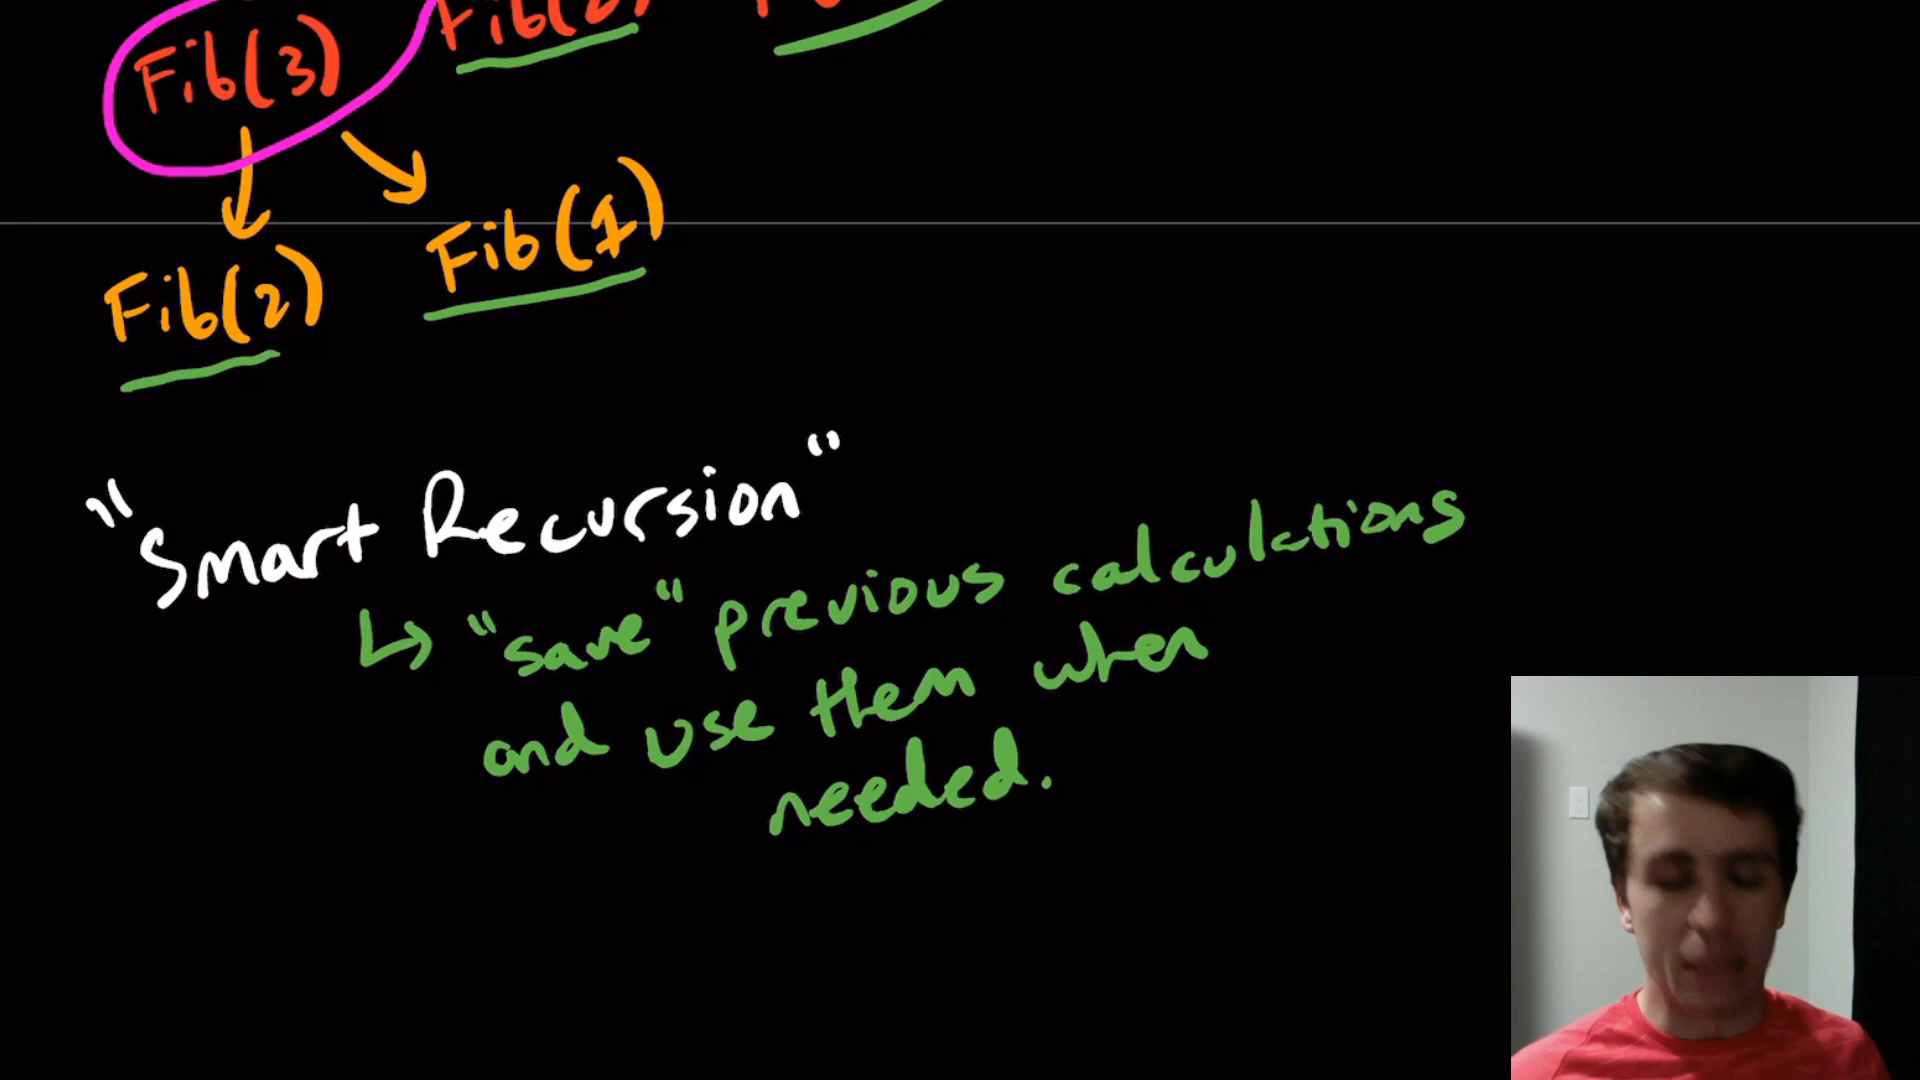 Fib(3)
Fib(2)
Fib(1)
"Smart Recursion"
↳ "save" previous calculations
and use them when
needed.